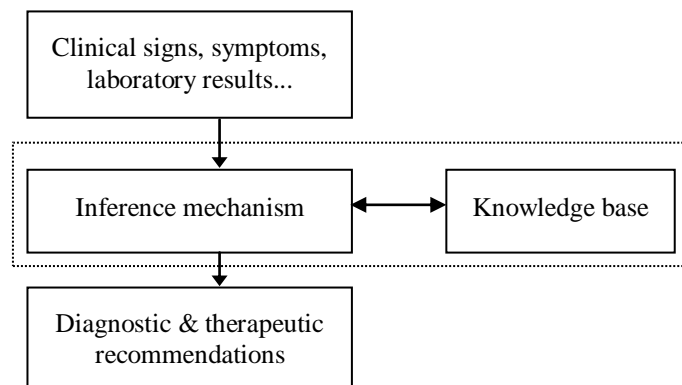 Clinical signs, symptoms,
laboratory results...
Inference mechanism
Knowledge base
Diagnostic & therapeutic
recommendations